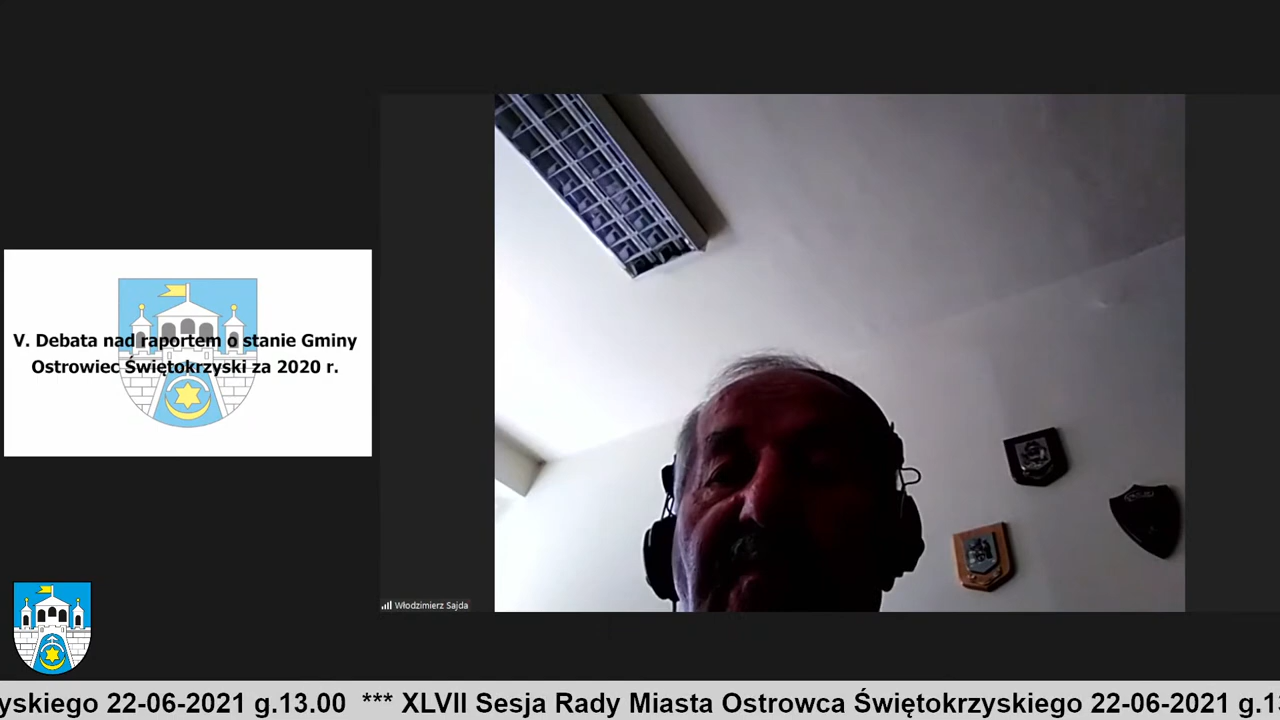 V. Debata nad raportem o stanie Gminy
Ostrowiec Świętokrzyski za 2020 r.
Włodzimierz Sajda
yskiego 22-06-2021 g.13.00 *** XLVII Sesja Rady Miasta Ostrowca Świętokrzyskiego 22-06-2021 g.13